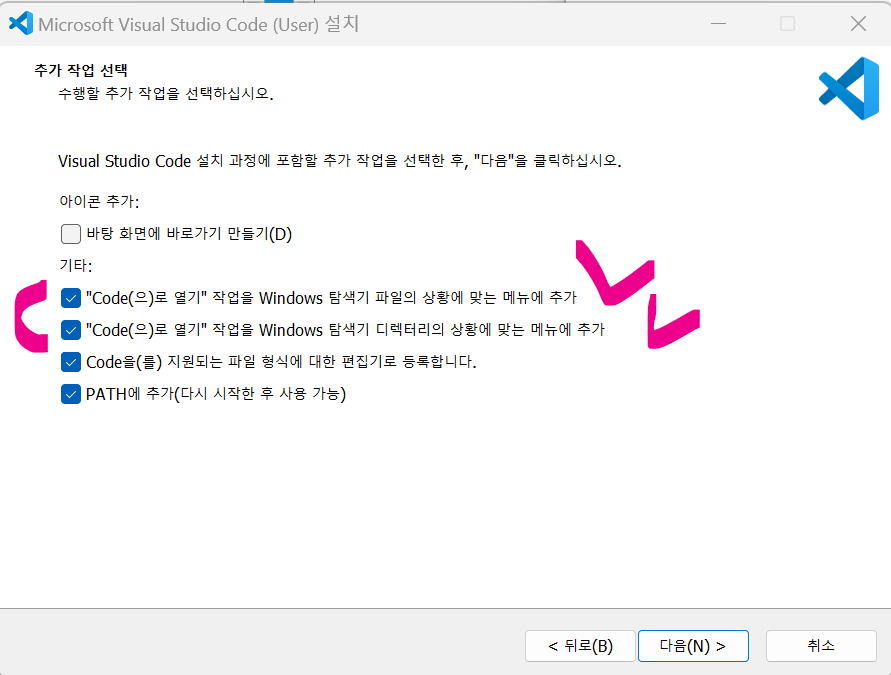 Microsoft Visual Studio Code (User) 설치
추가 작업 선택
수행할 추가 작업을 선택하십시오.
Visual Studio Code 설치 과정에 포함할 추가 작업을 선택한 후, "다음"을 클릭하십시오.
아이콘 추가:
바탕 화면에 바로가기 만들기(D)
기타:
"Code(으)로 열기" 작업을 Windows 탐색기 파일의 상황에 맞는 메뉴에 추가
"Code(으)로 열기" 작업을 Windows 탐색기 디렉터리의 상황에 맞는 메뉴에 추가
Code을(를) 지원되는 파일 형식에 대한 편집기로 등록합니다.
PATH에 추가(다시 시작한 후 사용 가능)
< 뒤로(B) 다음(N) > 취소